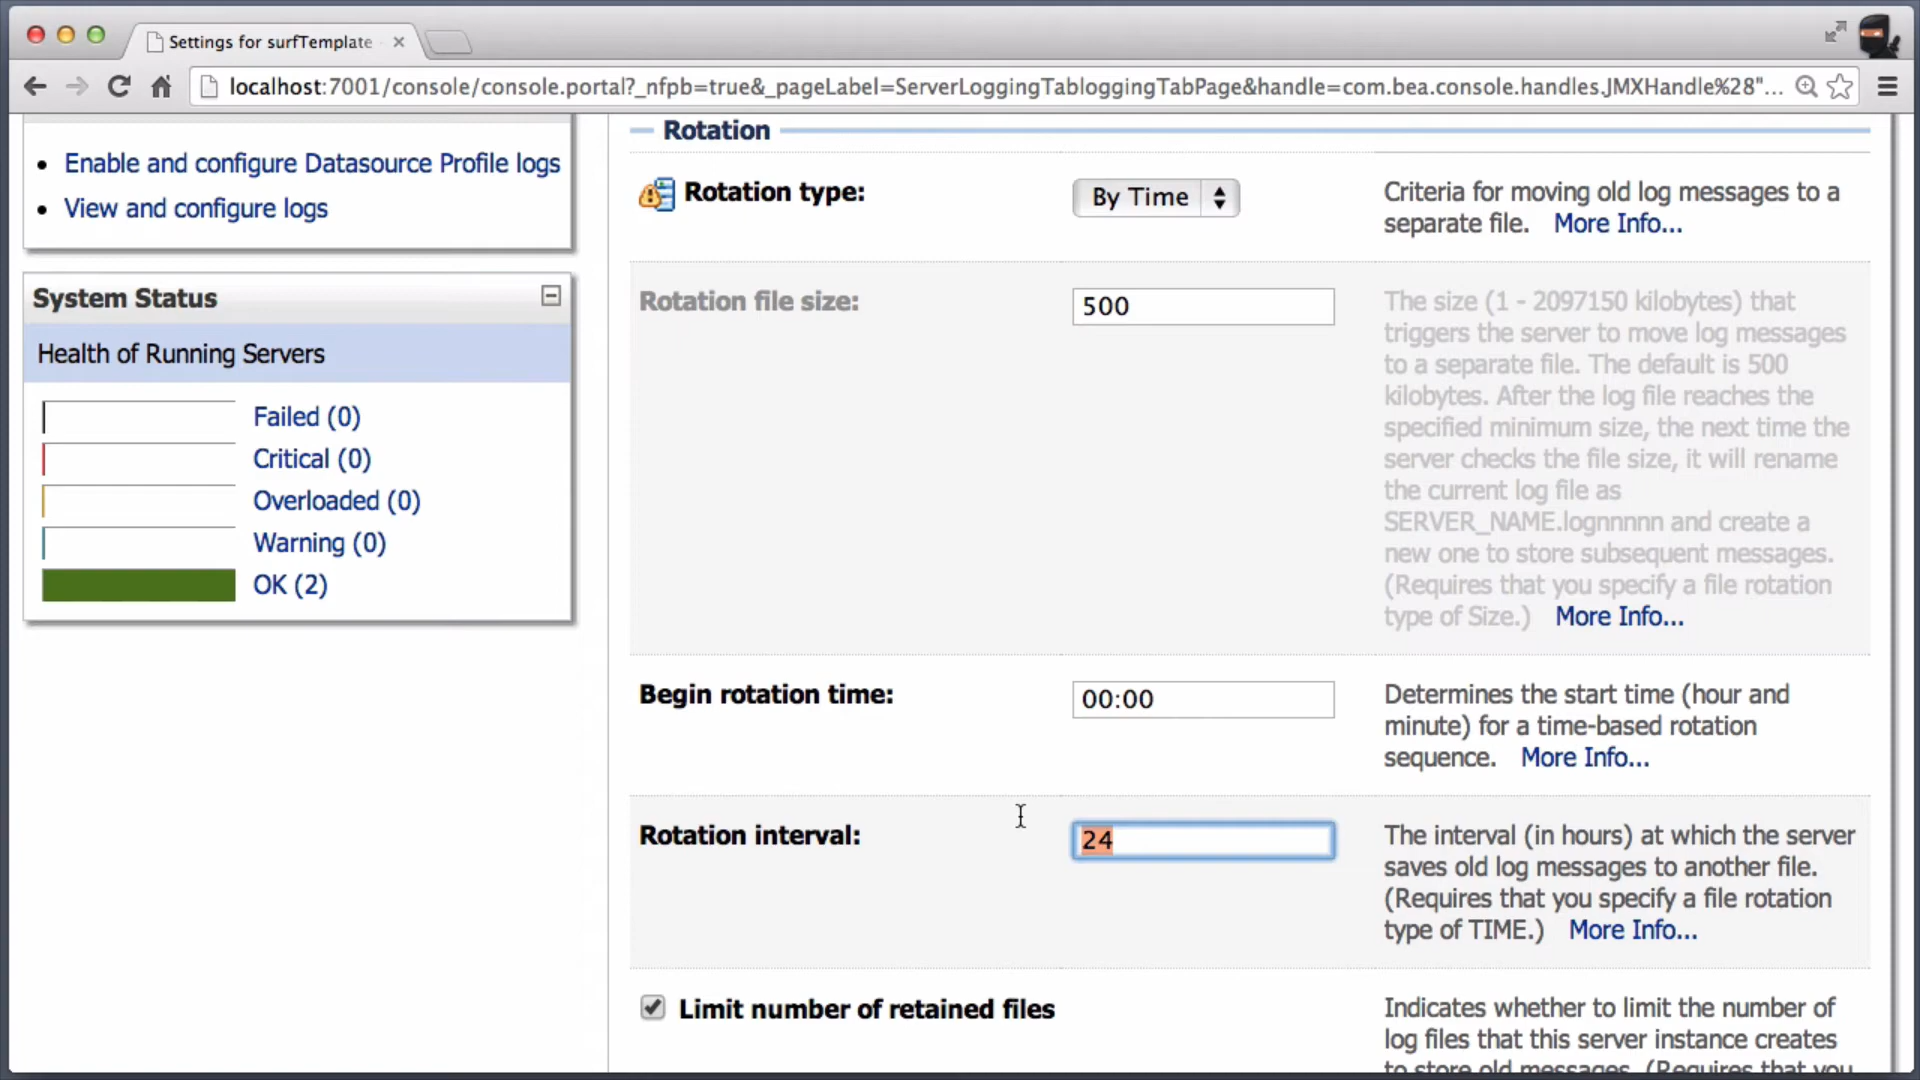 Settings for surfTemplate
localhost:7001/console/console.portal?_nfpb=true&_pageLabel=ServerLoggingTabloggingTabPage&handle=com.bea.console.handles.JMXHandle%28"...
Enable and configure Datasource Profile logs
View and configure logs
System Status
Health of Running Servers
Failed (0)
Critical (0)
Overloaded (0)
Warning (0)
OK (2)
Rotation
Rotation type:
By Time
Criteria for moving old log messages to a
separate file. More Info...
Rotation file size:
500
The size (1 - 2097150 kilobytes) that
triggers the server to move log messages
to a separate file. The default is 500
kilobytes. After the log file reaches the
specified minimum size, the next time the
server checks the file size, it will rename
the current log file as
SERVER_NAME.lognnnnn and create a
new one to store subsequent messages.
(Requires that you specify a file rotation
type of Size.) More Info...
Begin rotation time:
00:00
Determines the start time (hour and
minute) for a time-based rotation
sequence. More Info...
Rotation interval:
24
The interval (in hours) at which the server
saves old log messages to another file.
(Requires that you specify a file rotation
type of TIME.) More Info...
Limit number of retained files
Indicates whether to limit the number of
log files that this server instance creates
to store old messages. (Requires that you